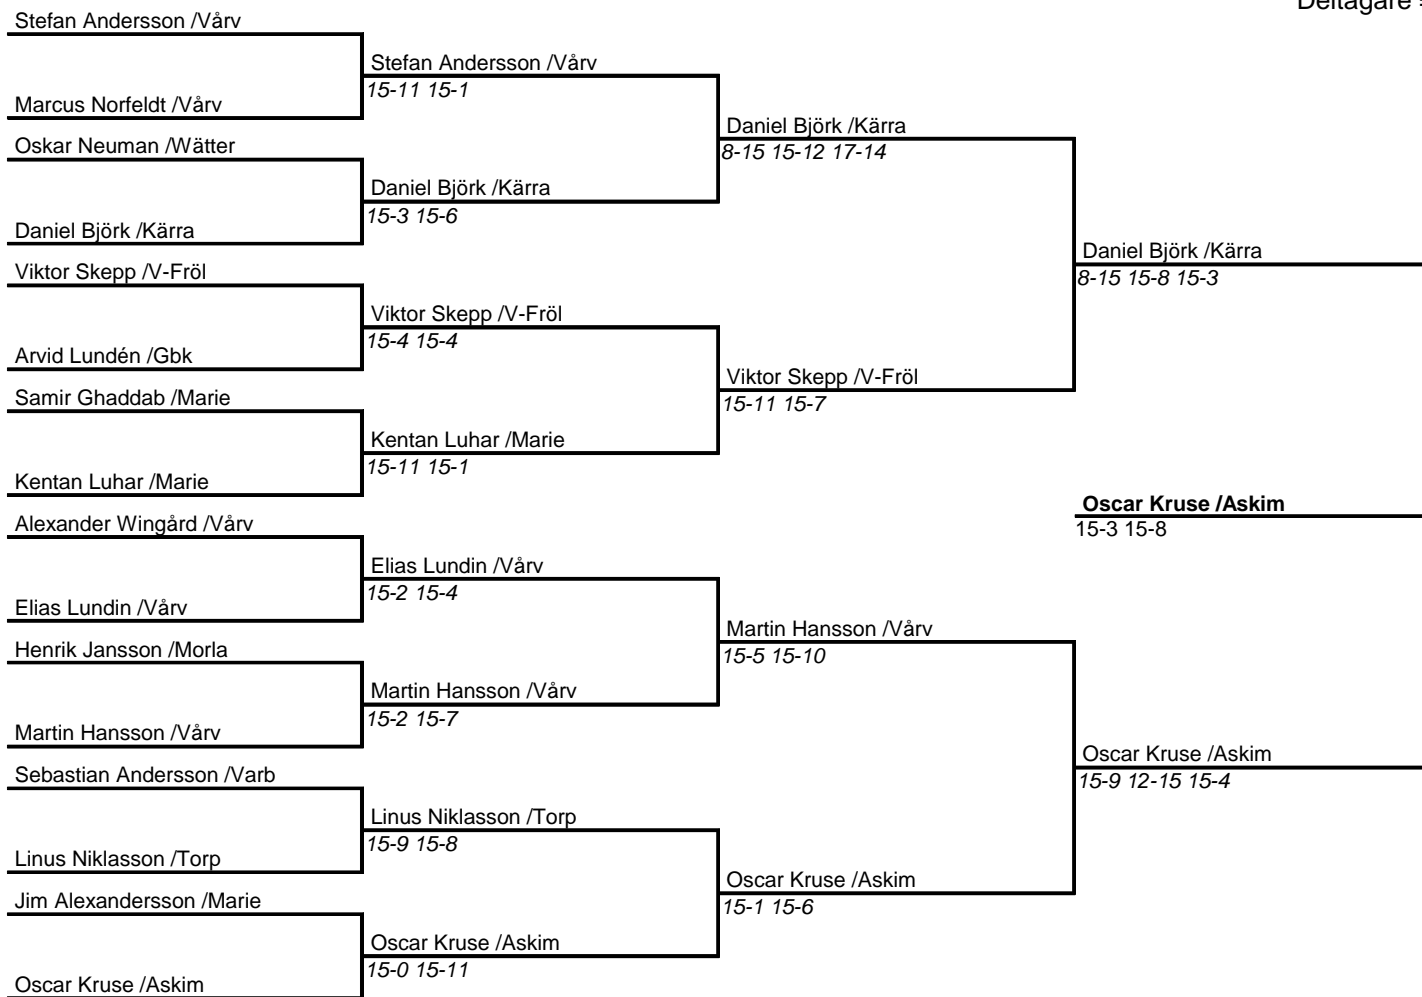 Deltagare
Stefan Andersson /Vårv
Stefan Andersson /Vårv
15-11 15-1
Marcus Norfeldt /Vårv
Daniel Björk /Kärra
8-15 15-12 17-14
Oskar Neuman /Wätter
Daniel Björk /Kärra
15-3 15-6
Daniel Björk /Kärra
Daniel Björk /Kärra
8-15 15-8 15-3
Viktor Skepp /V-Fröl
Viktor Skepp /V-Fröl
15-4 15-4
Arvid Lundén /Gbk
Viktor Skepp /V-Fröl
15-11 15-7
Samir Ghaddab /Marie
Kentan Luhar /Marie
15-11 15-1
Kentan Luhar /Marie
Oscar Kruse /Askim
15-3 15-8
Alexander Wingård /Vårv
Elias Lundin /Vårv
15-2 15-4
Elias Lundin /Vårv
Martin Hansson /Vårv
15-5 15-10
Henrik Jansson /Morla
Martin Hansson /Vårv
15-2 15-7
Martin Hansson /Vårv
Oscar Kruse /Askim
15-9 12-15 15-4
Sebastian Andersson /Varb
Linus Niklasson /Torp
15-9 15-8
Linus Niklasson /Torp
Oscar Kruse /Askim
15-1 15-6
Jim Alexandersson /Marie
Oscar Kruse /Askim
15-0 15-11
Oscar Kruse /Askim